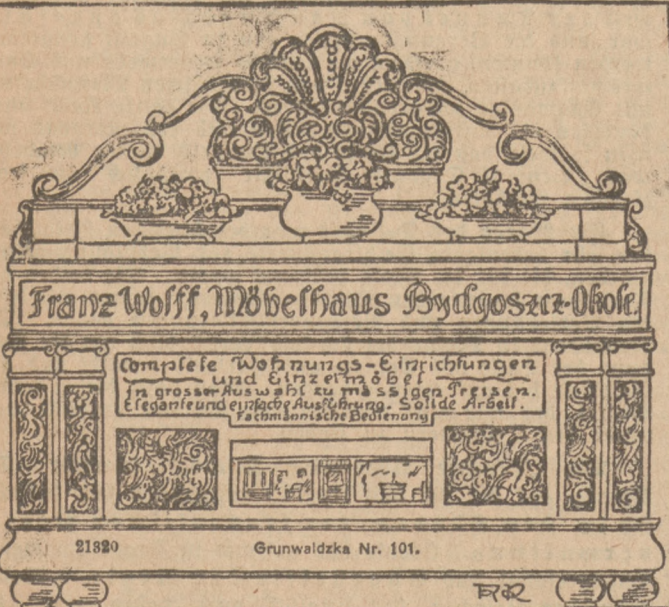 Franz Wolff, Möbelhaus Bydgoszcz-Okole.
Complete Wohnungs-Einrichtungen
und Einzelmöbel
in grosser Auswahl zu mässigen Preisen.
Elegante und einfache Ausführung. Solide Arbeit.
Fachmännische Bedienung
21320
Grunwaldzka Nr. 101.